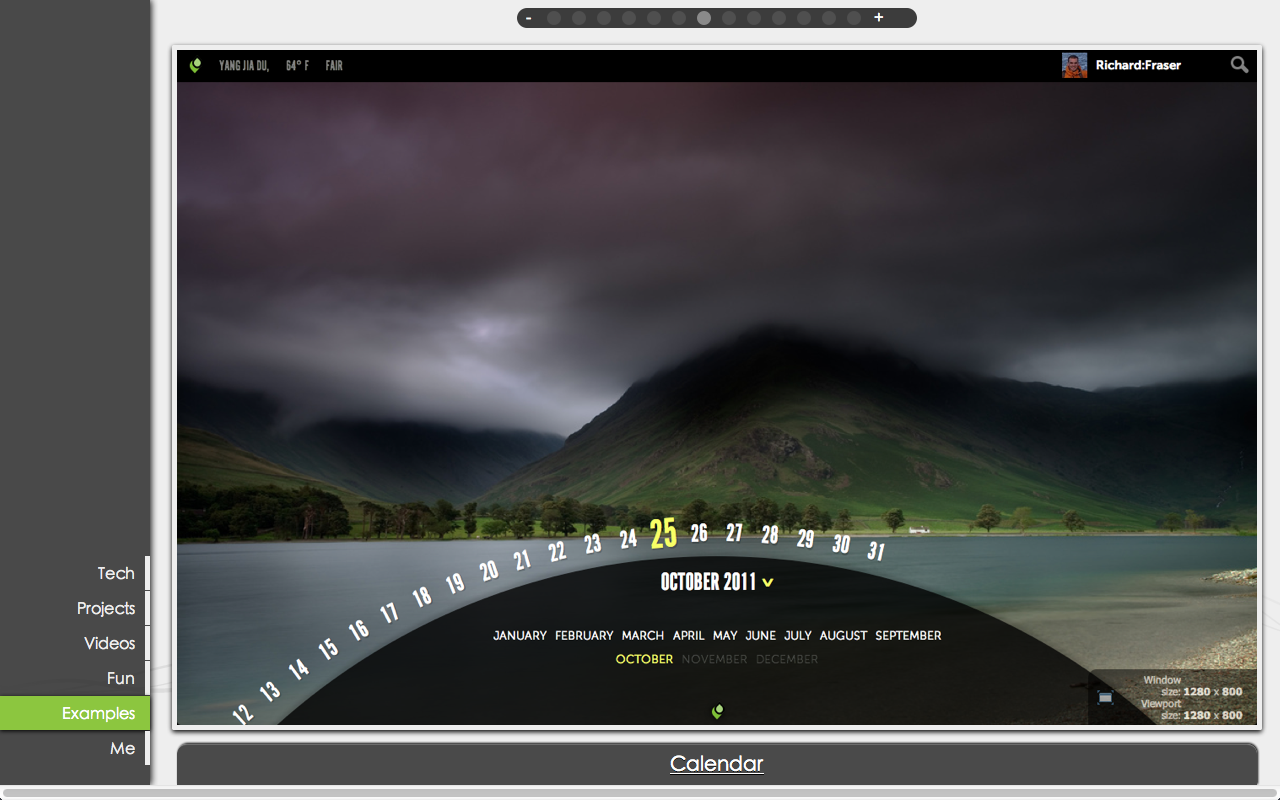 - +
YANG JIA DU, 64° F FAIR
Richard:Fraser
12 13 14 15 16 17 18 19 20 21 22 23 24 25 26 27 28 29 30 31
OCTOBER 2011
JANUARY FEBRUARY MARCH APRIL MAY JUNE JULY AUGUST SEPTEMBER
OCTOBER NOVEMBER DECEMBER
Window
size: 1280 x 800
Viewport
size: 1280 x 800
Tech
Projects
Videos
Fun
Examples
Me
Calendar